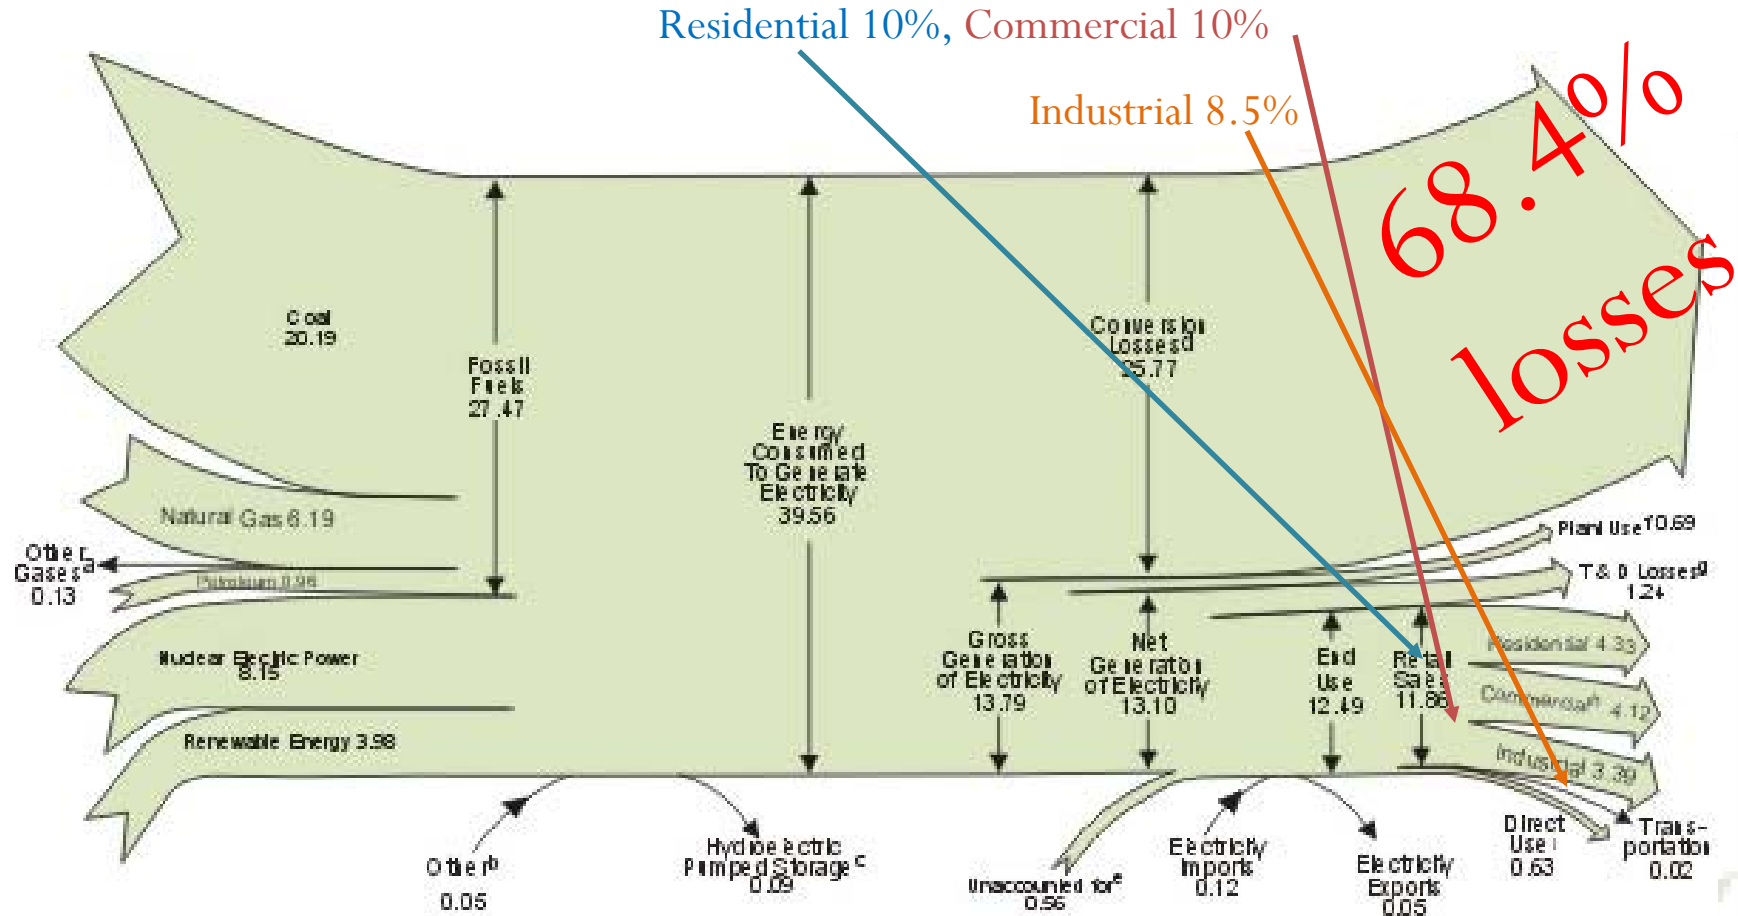 Residential 10%, Commercial 10%
Industrial 8.5%
68.4%
losses
Coal
20.19
Fossil
Fuels
27.47
Conversion
Losses d
25.77
Energy
Consumed
To Generate
Electricity
39.56
Natural Gas 6.19
Other
Gases a
0.13
Petroleum 0.96
Plant Use f 0.69
T & D Losses g
1.24
Nuclear Electric Power
8.15
Gross
Generation
of Electricity
13.79
Net
Generation
of Electricity
13.10
End
Use
12.49
Retail
Sales
11.86
Residential 4.33
Commercial h 4.12
Industrial 3.39
Renewable Energy 3.98
Other b
0.05
Hydroelectric
Pumped Storage c
0.09
Unaccounted for e
0.56
Electricity
Imports
0.12
Electricity
Exports
0.05
Direct
Use i
0.63
Trans-
portation
0.02